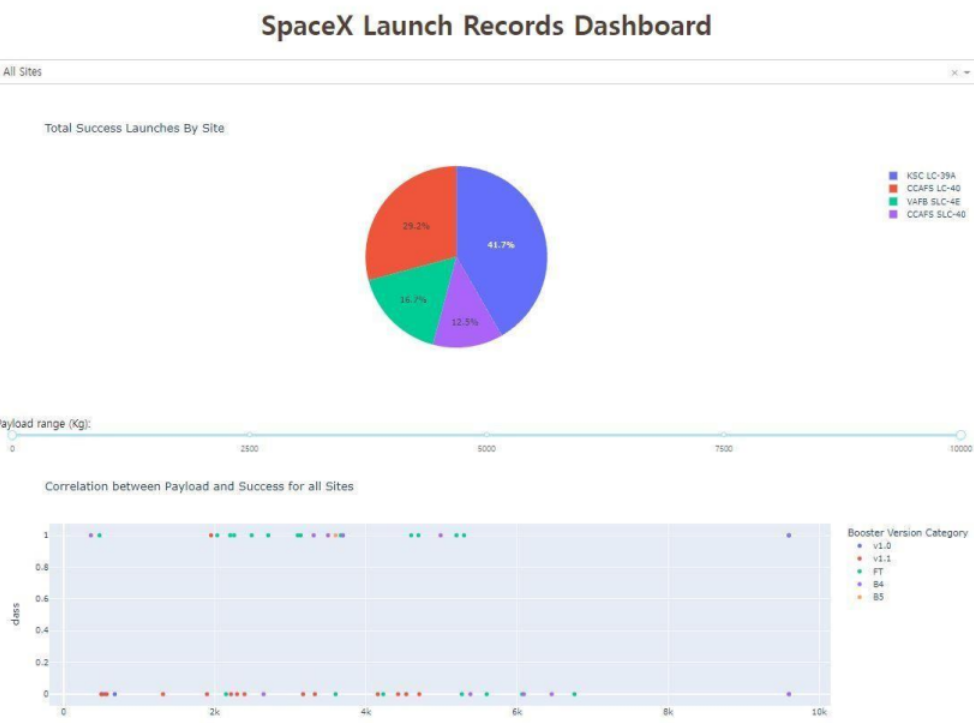 SpaceX Launch Records Dashboard
All Sites
Total Success Launches By Site
KSC LC-39A
CCAFS LC-40
VAFB SLC-4E
CCAFS SLC-40
29.2%
41.7%
16.7%
12.5%
Payload range (Kg):
0 2500 5000 7500 10000
Correlation between Payload and Success for all Sites
Booster Version Category
v1.0
v1.1
FT
B4
B5
class
1
0.8
0.6
0.4
0.2
0
0 2k 4k 6k 8k 10k